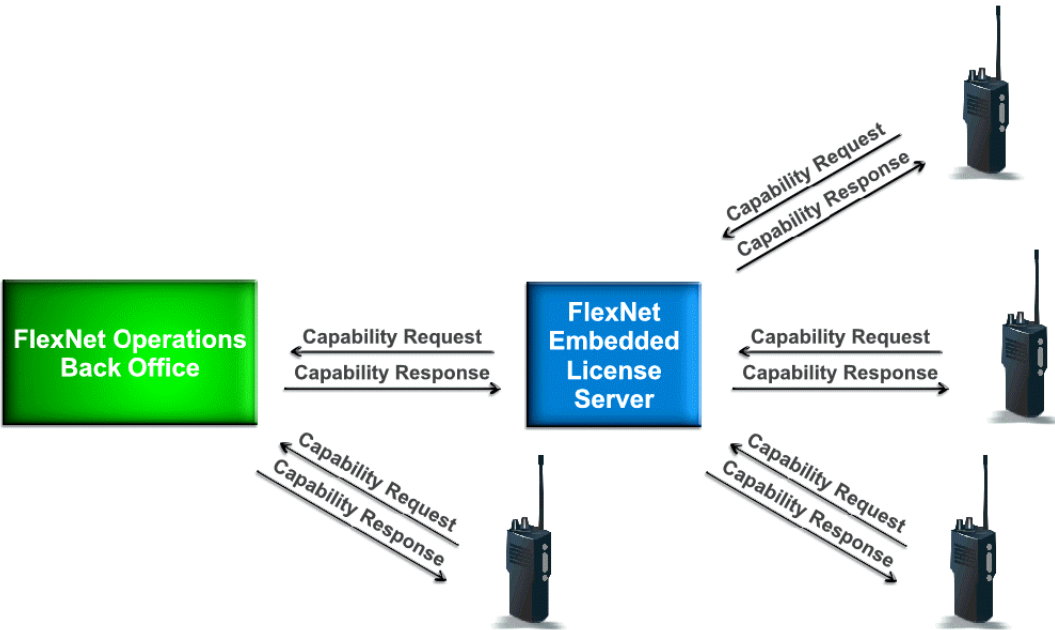 Capability Request
Capability Response
FlexNet Operations
Back Office
Capability Request
Capability Response
FlexNet
Embedded
License
Server
Capability Request
Capability Response
Capability Request
Capability Response
Capability Request
Capability Response